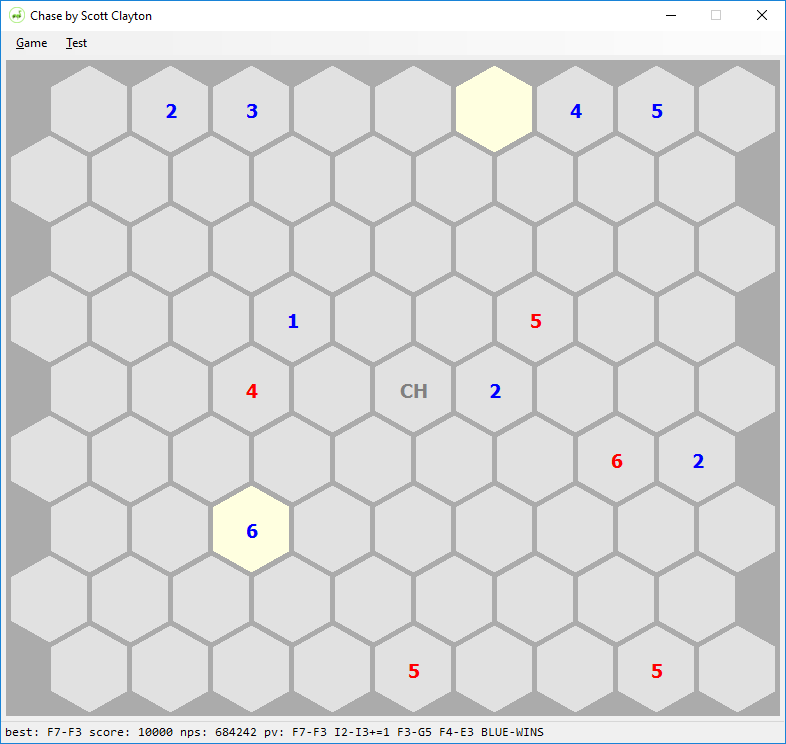 Chase by Scott Clayton
Game Test
2 3 4 5
1 5
4 CH 2
6 2
6
5 5
best: F7-F3 score: 10000 nps: 684242 pv: F7-F3 I2-I3+=1 F3-G5 F4-E3 BLUE-WINS